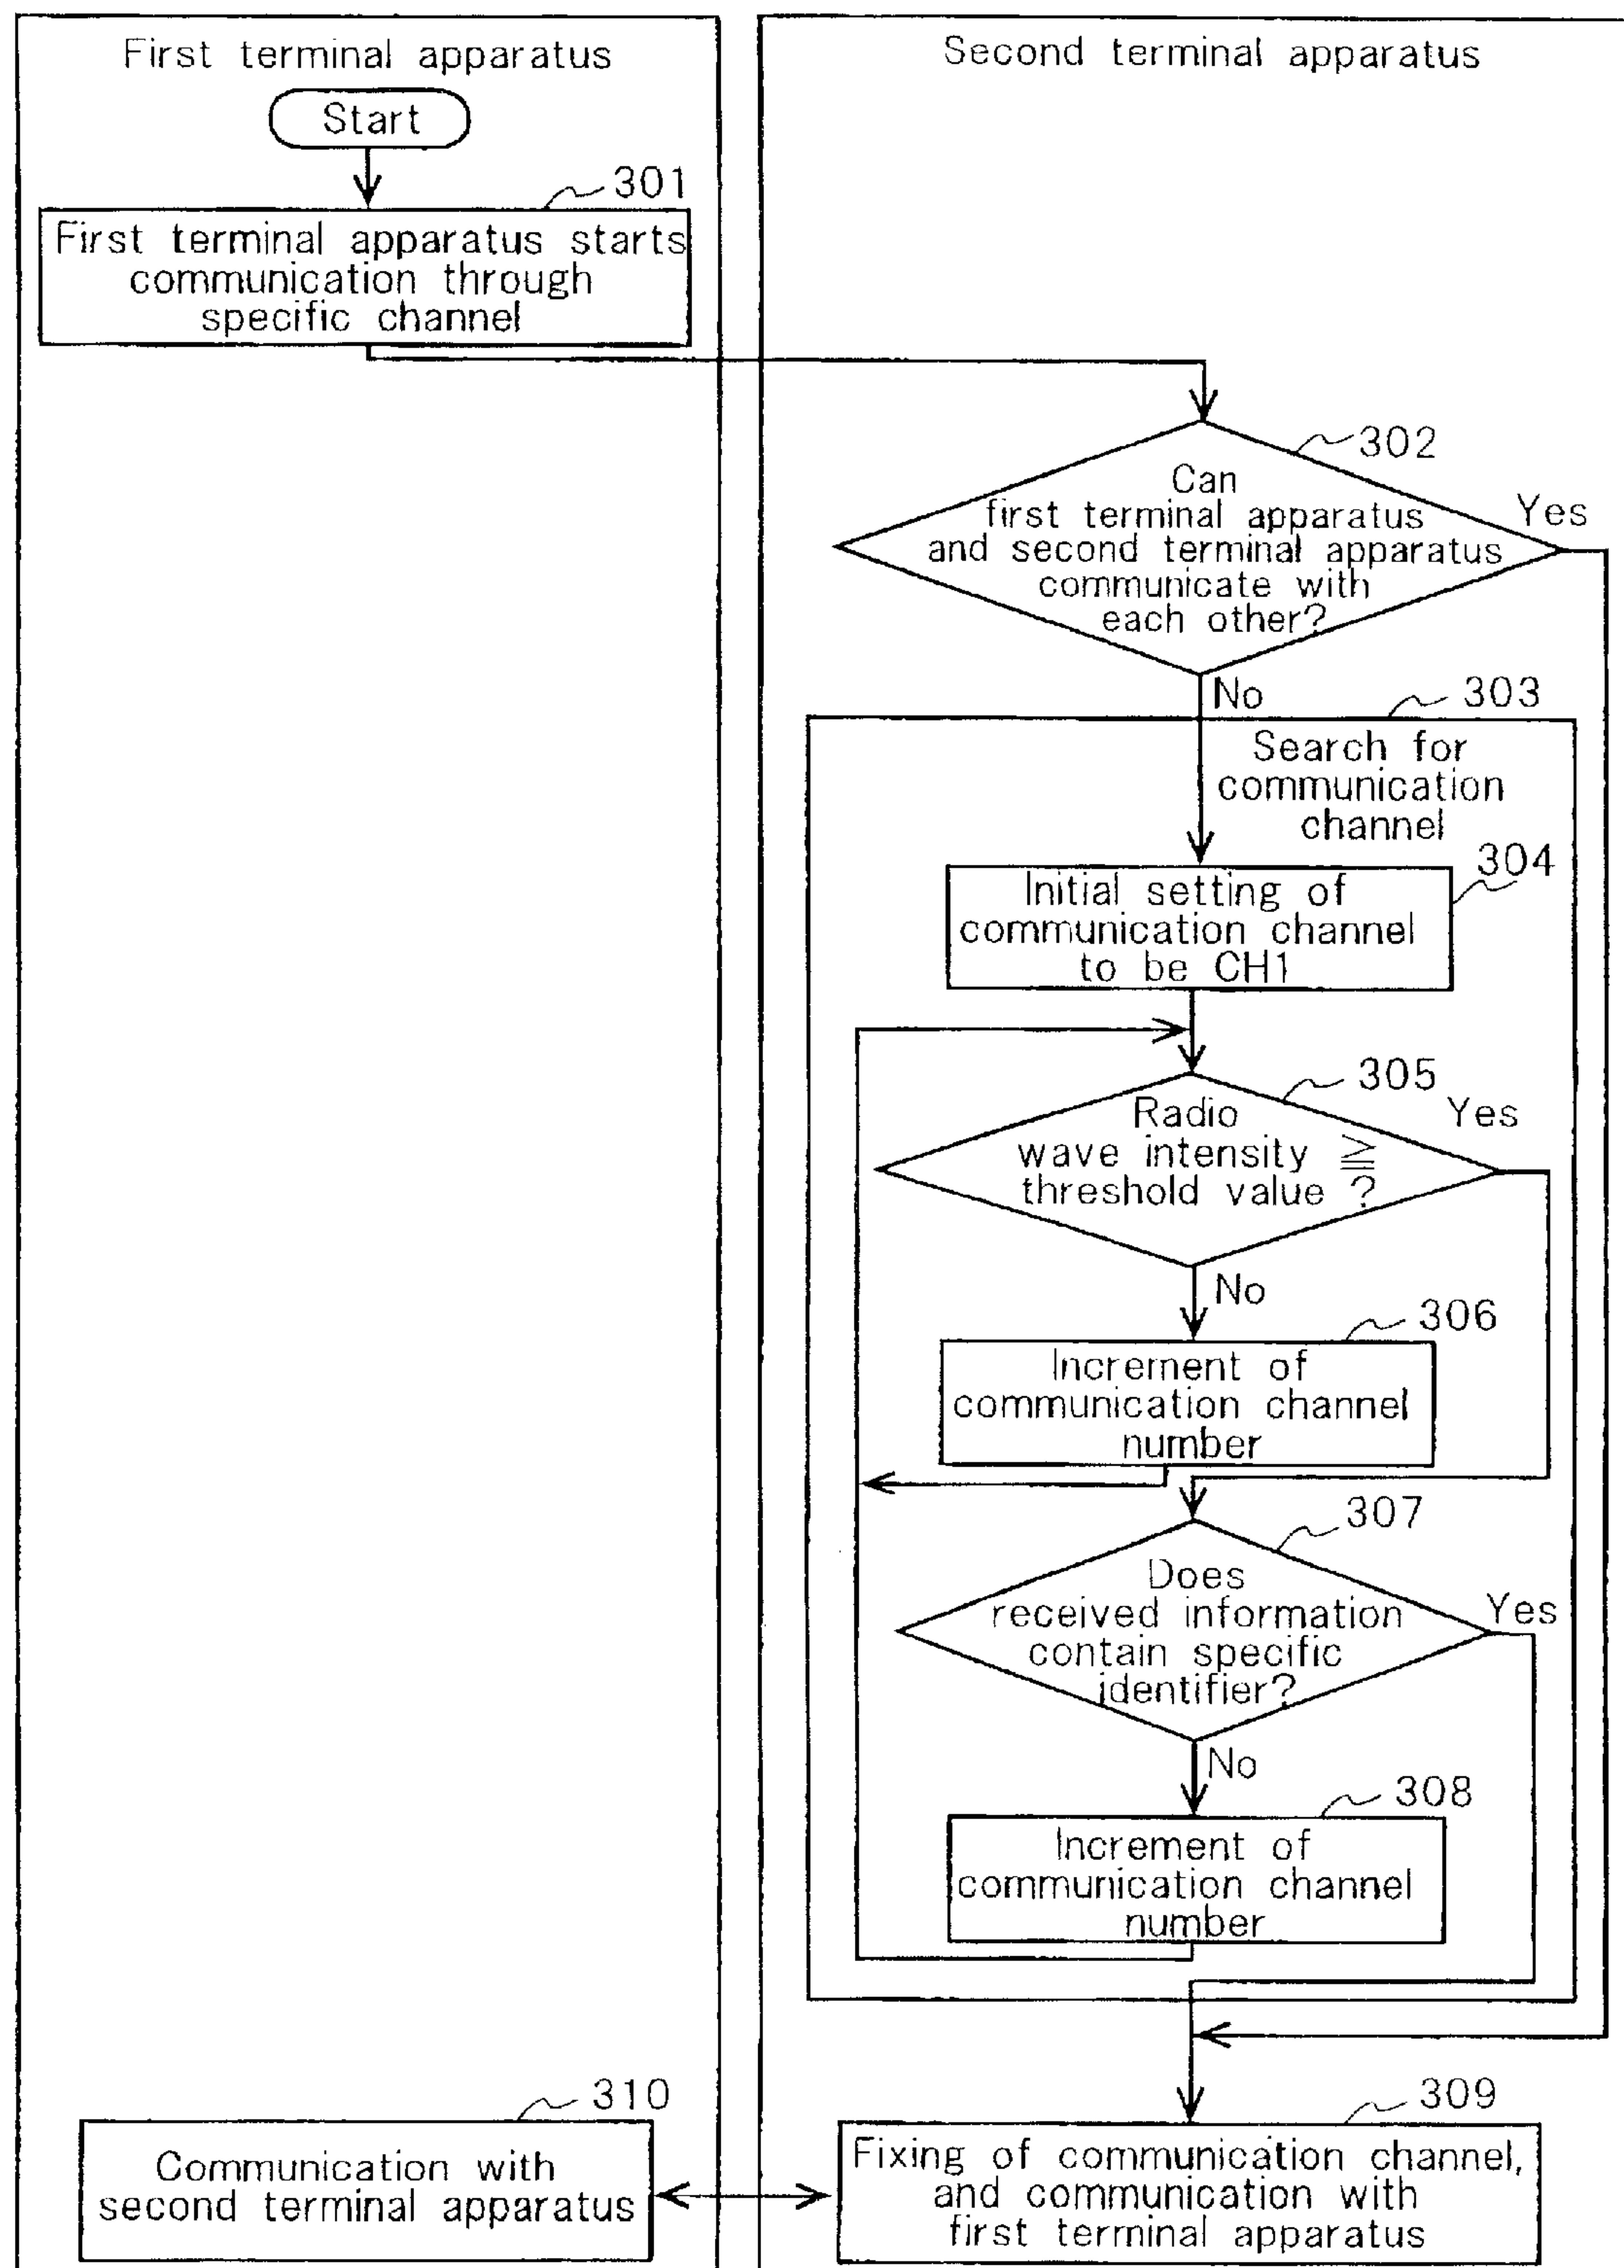 First terminal apparatus
Second terminal apparatus
Start
301
First terminal apparatus starts
communication through
specific channel
302
Can
first terminal apparatus
and second terminal apparatus
communicate with
each other?
Yes
No
303
Search for
communication
channel
304
Initial setting of
communication channel
to be CH1
305
Radio
wave intensity ≧
threshold value ?
Yes
No
306
Increment of
communication channel
number
307
Does
received information
contain specific
identifier?
Yes
No
308
Increment of
communication channel
number
309
Fixing of communication channel,
and communication with
first terminal apparatus
310
Communication with
second terminal apparatus